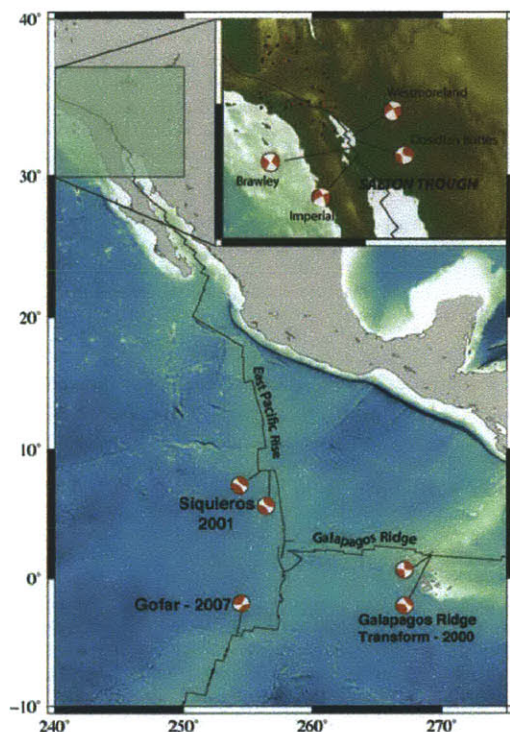 40°
Westmoreland
Obsidian Buttes
30°
Brawley
SALTON TROUGH
Imperial
20°
East Pacific Rise
10°
Siquieros
2001
Galapagos Ridge
0°
Gofar - 2007
Galapagos Ridge
Transform - 2000
−10°
240°
250°
260°
270°